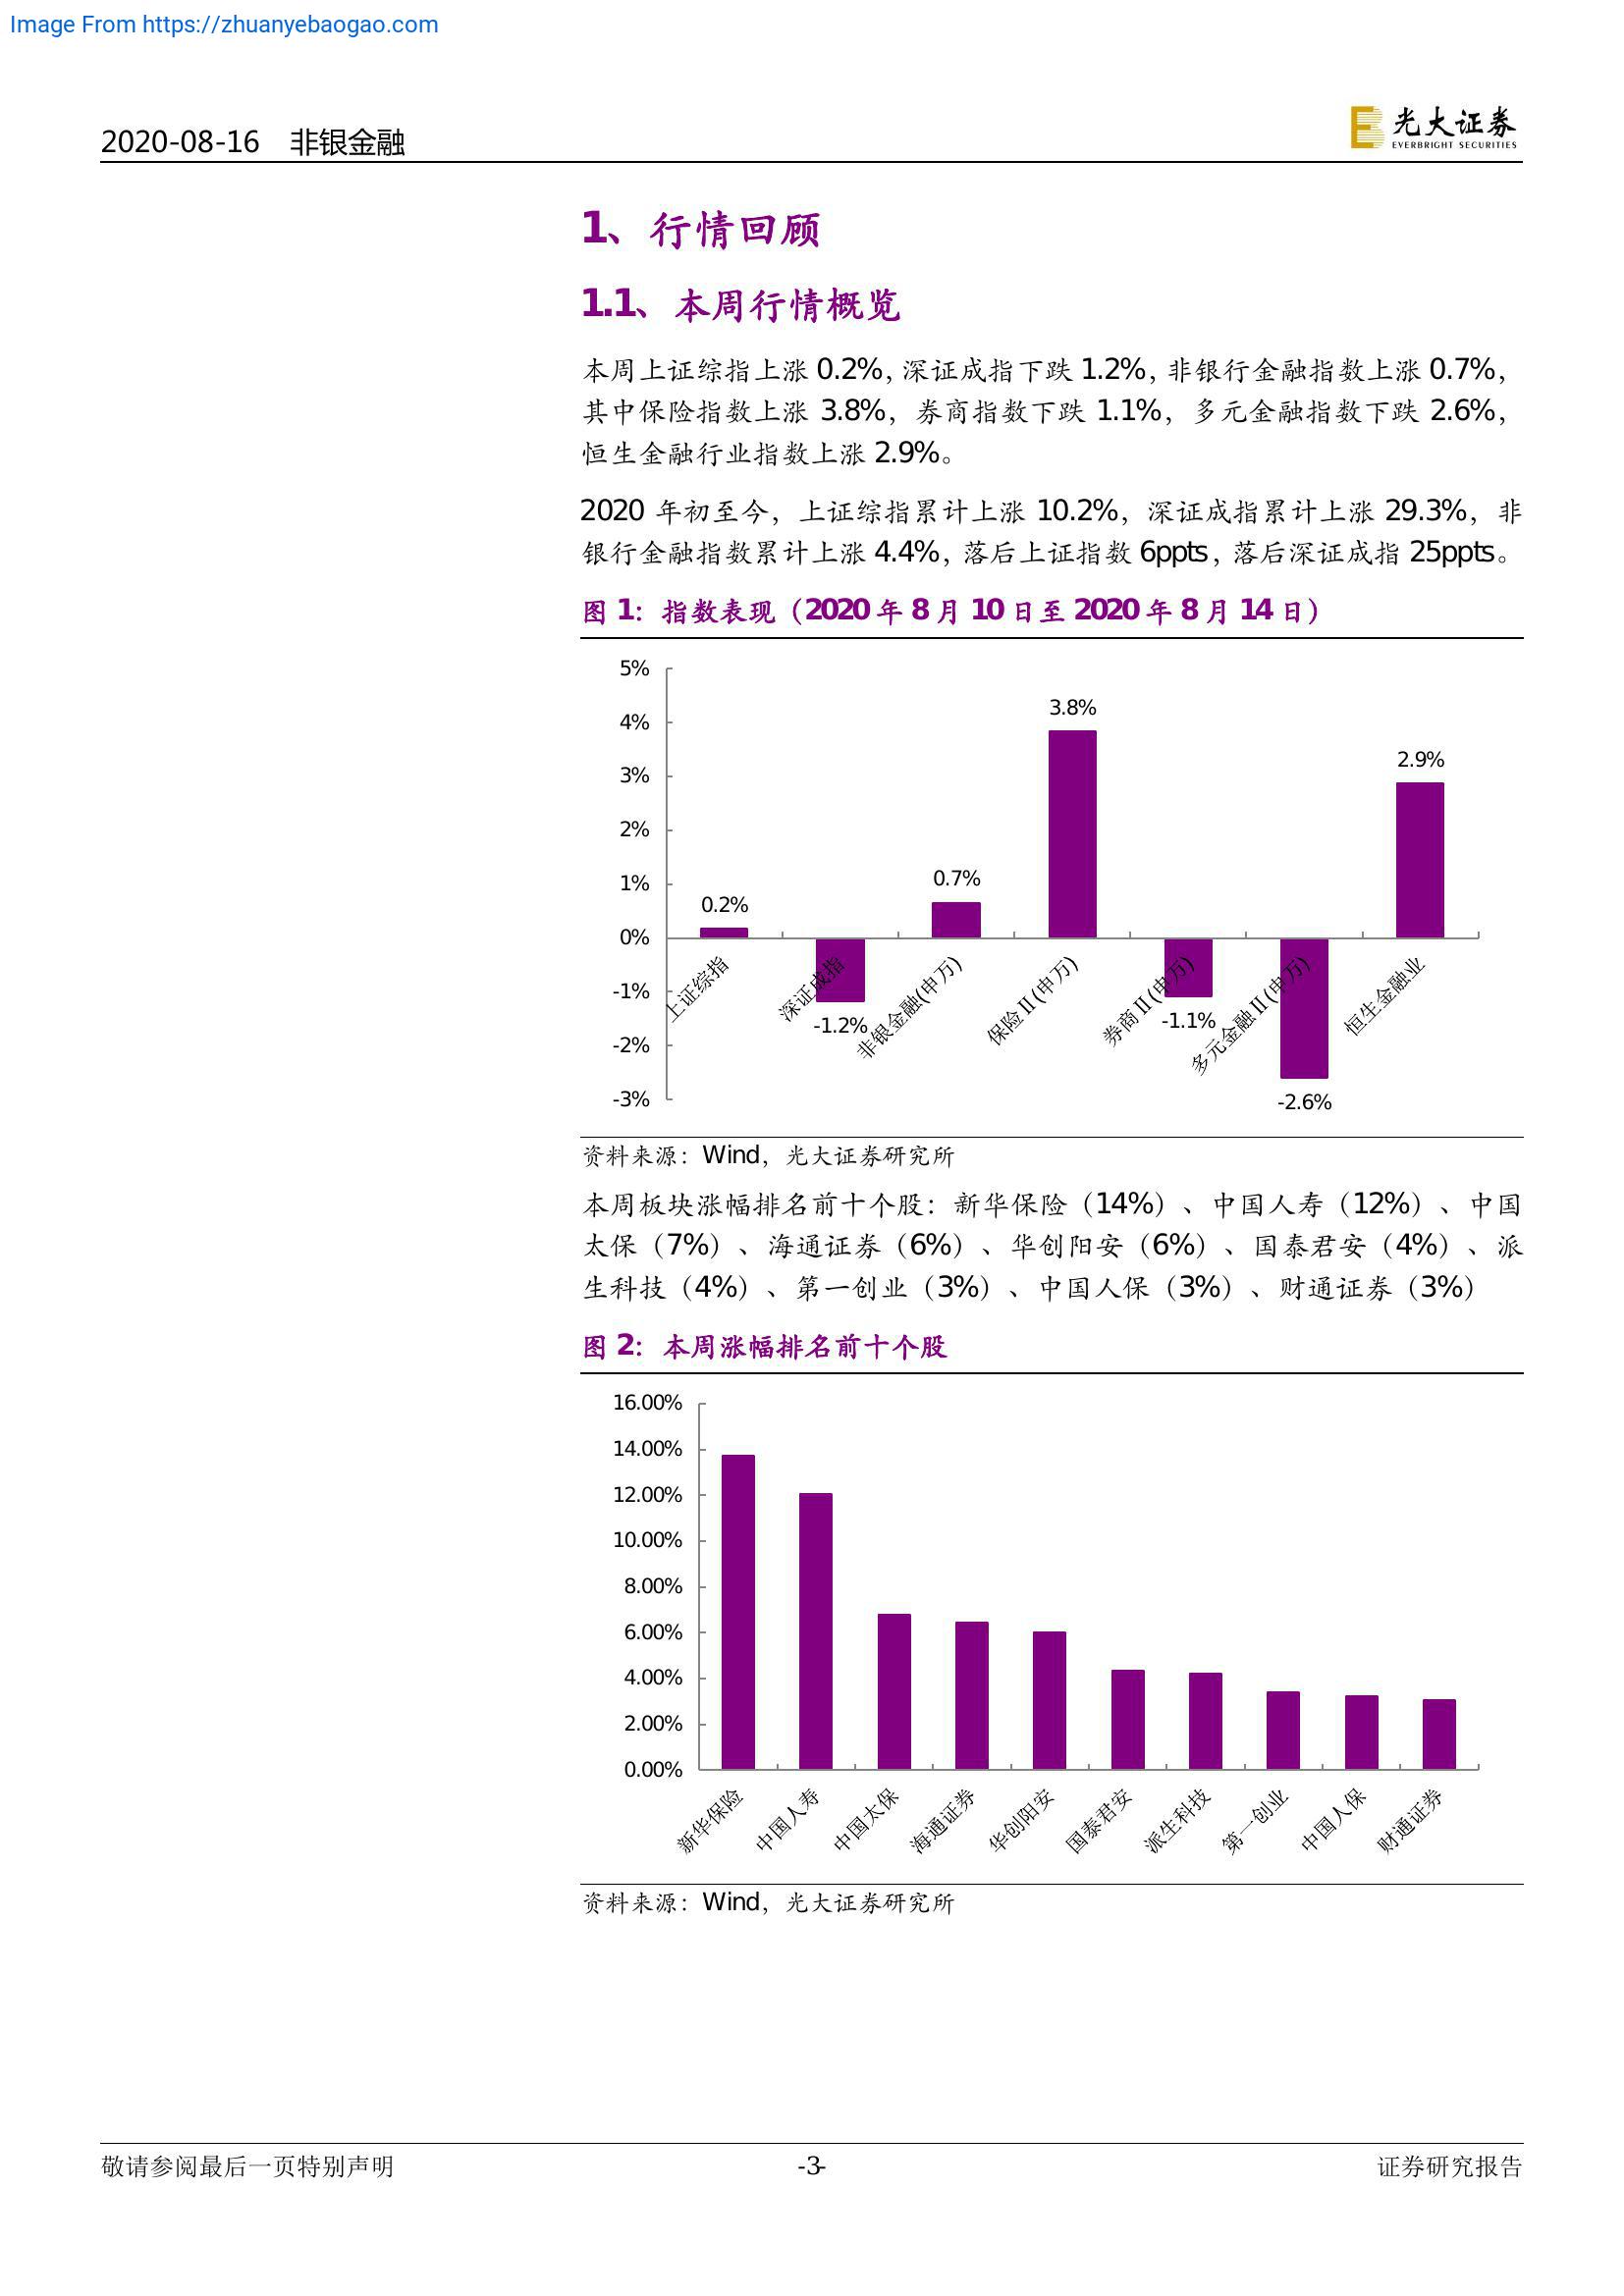 Image From https://zhuanyebaogao.com
2020-08-16 非银金融
光大证券
EVERBRIGHT SECURITIES
1、行情回顾
1.1、本周行情概览
本周上证综指上涨 0.2%，深证成指下跌 1.2%，非银行金融指数上涨 0.7%，
其中保险指数上涨 3.8%，券商指数下跌 1.1%，多元金融指数下跌 2.6%，
恒生金融行业指数上涨 2.9%。
2020 年初至今，上证综指累计上涨 10.2%，深证成指累计上涨 29.3%，非
银行金融指数累计上涨 4.4%，落后上证指数 6ppts，落后深证成指 25ppts。
图 1：指数表现（2020 年 8 月 10 日至 2020 年 8 月 14 日）
5%
4%
3%
2%
1%
0%
-1%
-2%
-3%
0.2%
-1.2%
0.7%
3.8%
-1.1%
-2.6%
2.9%
上证综指
深证成指
非银金融(申万)
保险Ⅱ(申万)
券商Ⅱ(申万)
多元金融Ⅱ(申万)
恒生金融业
资料来源：Wind，光大证券研究所
本周板块涨幅排名前十个股：新华保险（14%）、中国人寿（12%）、中国
太保（7%）、海通证券（6%）、华创阳安（6%）、国泰君安（4%）、派
生科技（4%）、第一创业（3%）、中国人保（3%）、财通证券（3%）
图 2：本周涨幅排名前十个股
16.00%
14.00%
12.00%
10.00%
8.00%
6.00%
4.00%
2.00%
0.00%
新华保险
中国人寿
中国太保
海通证券
华创阳安
国泰君安
派生科技
第一创业
中国人保
财通证券
资料来源：Wind，光大证券研究所
敬请参阅最后一页特别声明
-3-
证券研究报告